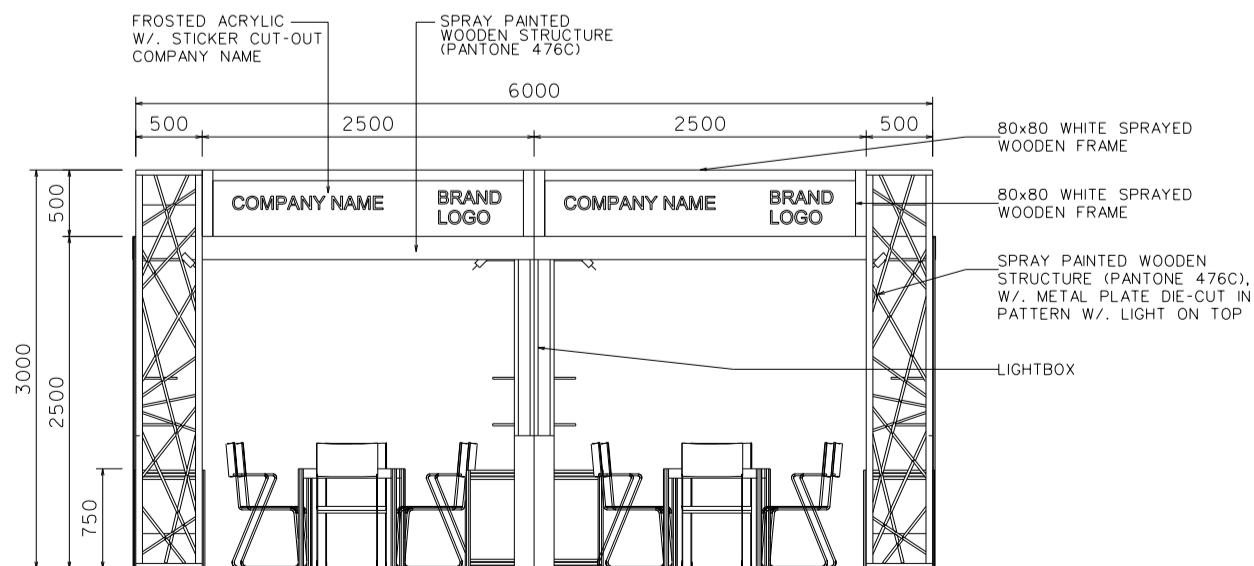 FROSTED ACRYLIC
W/. STICKER CUT-OUT
COMPANY NAME
SPRAY PAINTED
WOODEN STRUCTURE
(PANTONE 476C)
6000
500
2500
2500
500
80x80 WHITE SPRAYED
WOODEN FRAME
COMPANY NAME
BRAND
LOGO
COMPANY NAME
BRAND
LOGO
80x80 WHITE SPRAYED
WOODEN FRAME
SPRAY PAINTED WOODEN
STRUCTURE (PANTONE 476C),
W/. METAL PLATE DIE-CUT IN
PATTERN W/. LIGHT ON TOP
LIGHTBOX
3000
500
2500
750